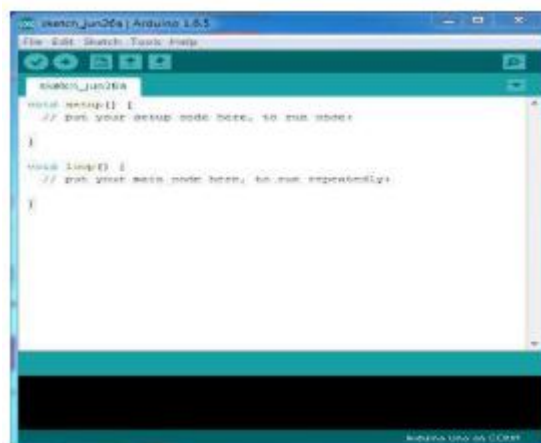 sketch_jun26a | Arduino 1.6.5
File Edit Sketch Tools Help
sketch_jun26a
void setup() {
// put your setup code here, to run once:
}
void loop() {
// put your main code here, to run repeatedly:
}
Arduino Uno on